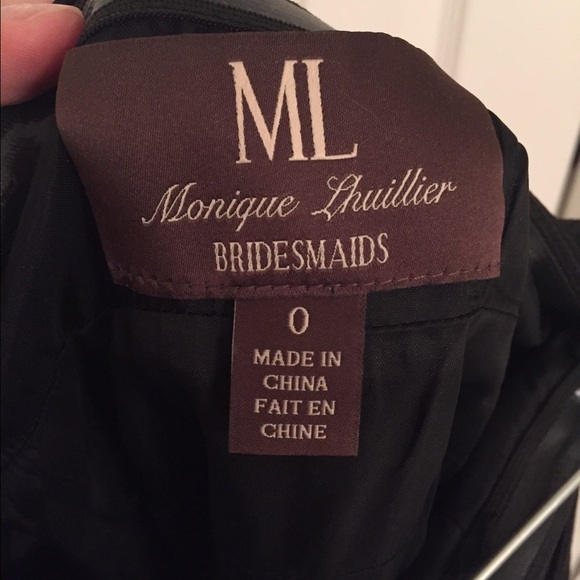 ML
Monique Lhuillier
BRIDESMAIDS
0
MADE IN
CHINA
FAIT EN
CHINE